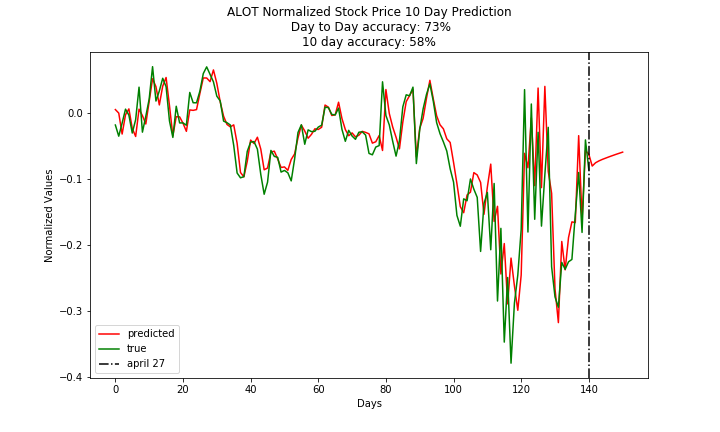 ALOT Normalized Stock Price 10 Day Prediction
Day to Day accuracy: 73%
10 day accuracy: 58%
Normalized Values
0.0
−0.1
−0.2
−0.3
−0.4
predicted
true
april 27
0
20
40
60
80
100
120
140
Days